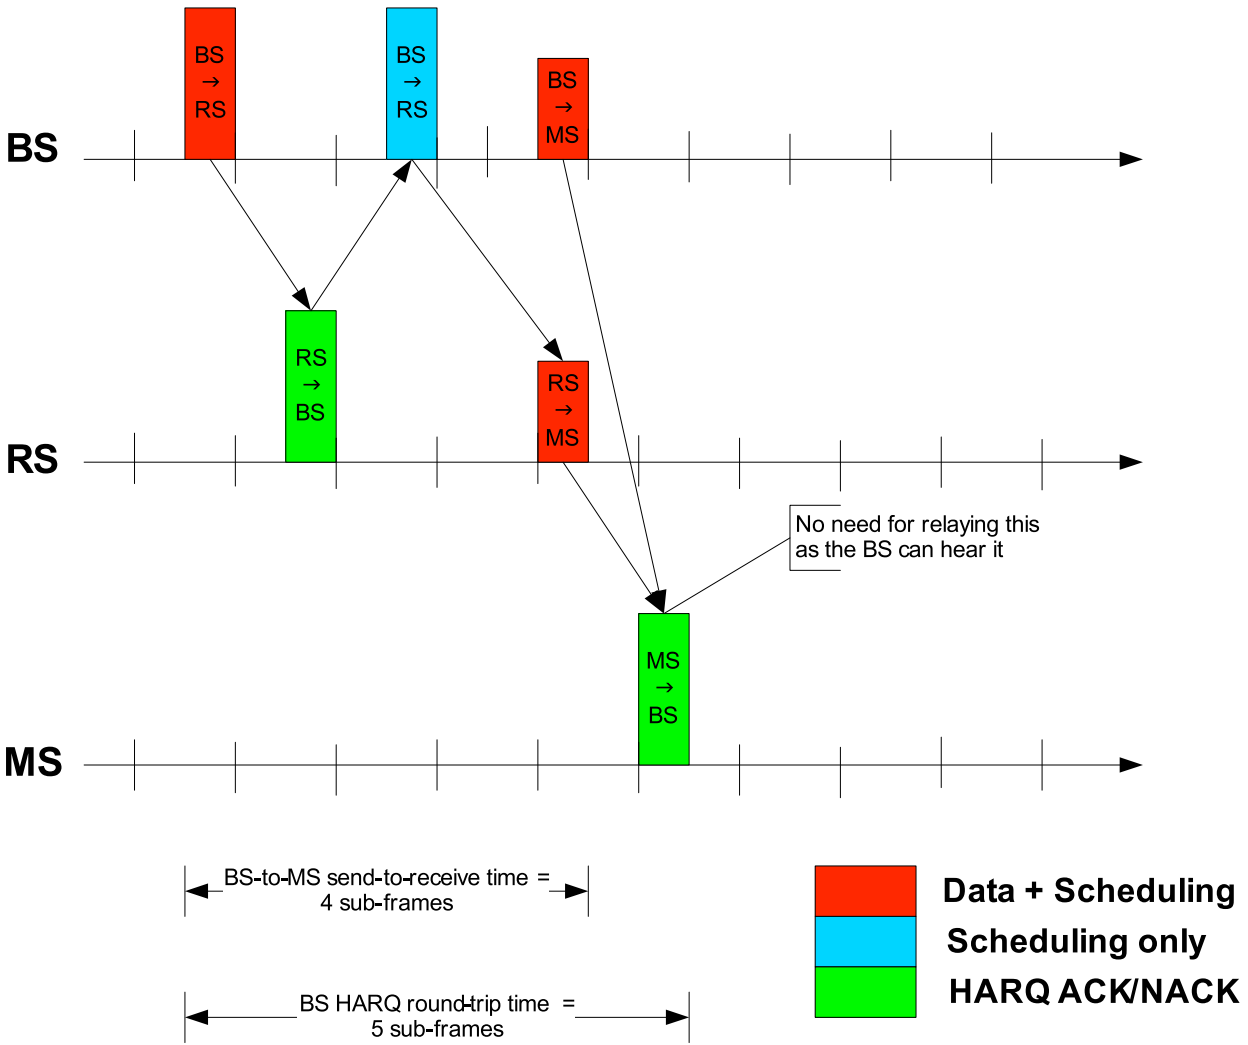 BS
→
RS
BS
→
RS
BS
→
MS
BS
RS
→
BS
RS
→
MS
RS
No need for relaying this
as the BS can hear it
MS
→
BS
MS
BS-to-MS send-to-receive time =
4 sub-frames
BS HARQ round-trip time =
5 sub-frames
Data + Scheduling
Scheduling only
HARQ ACK/NACK